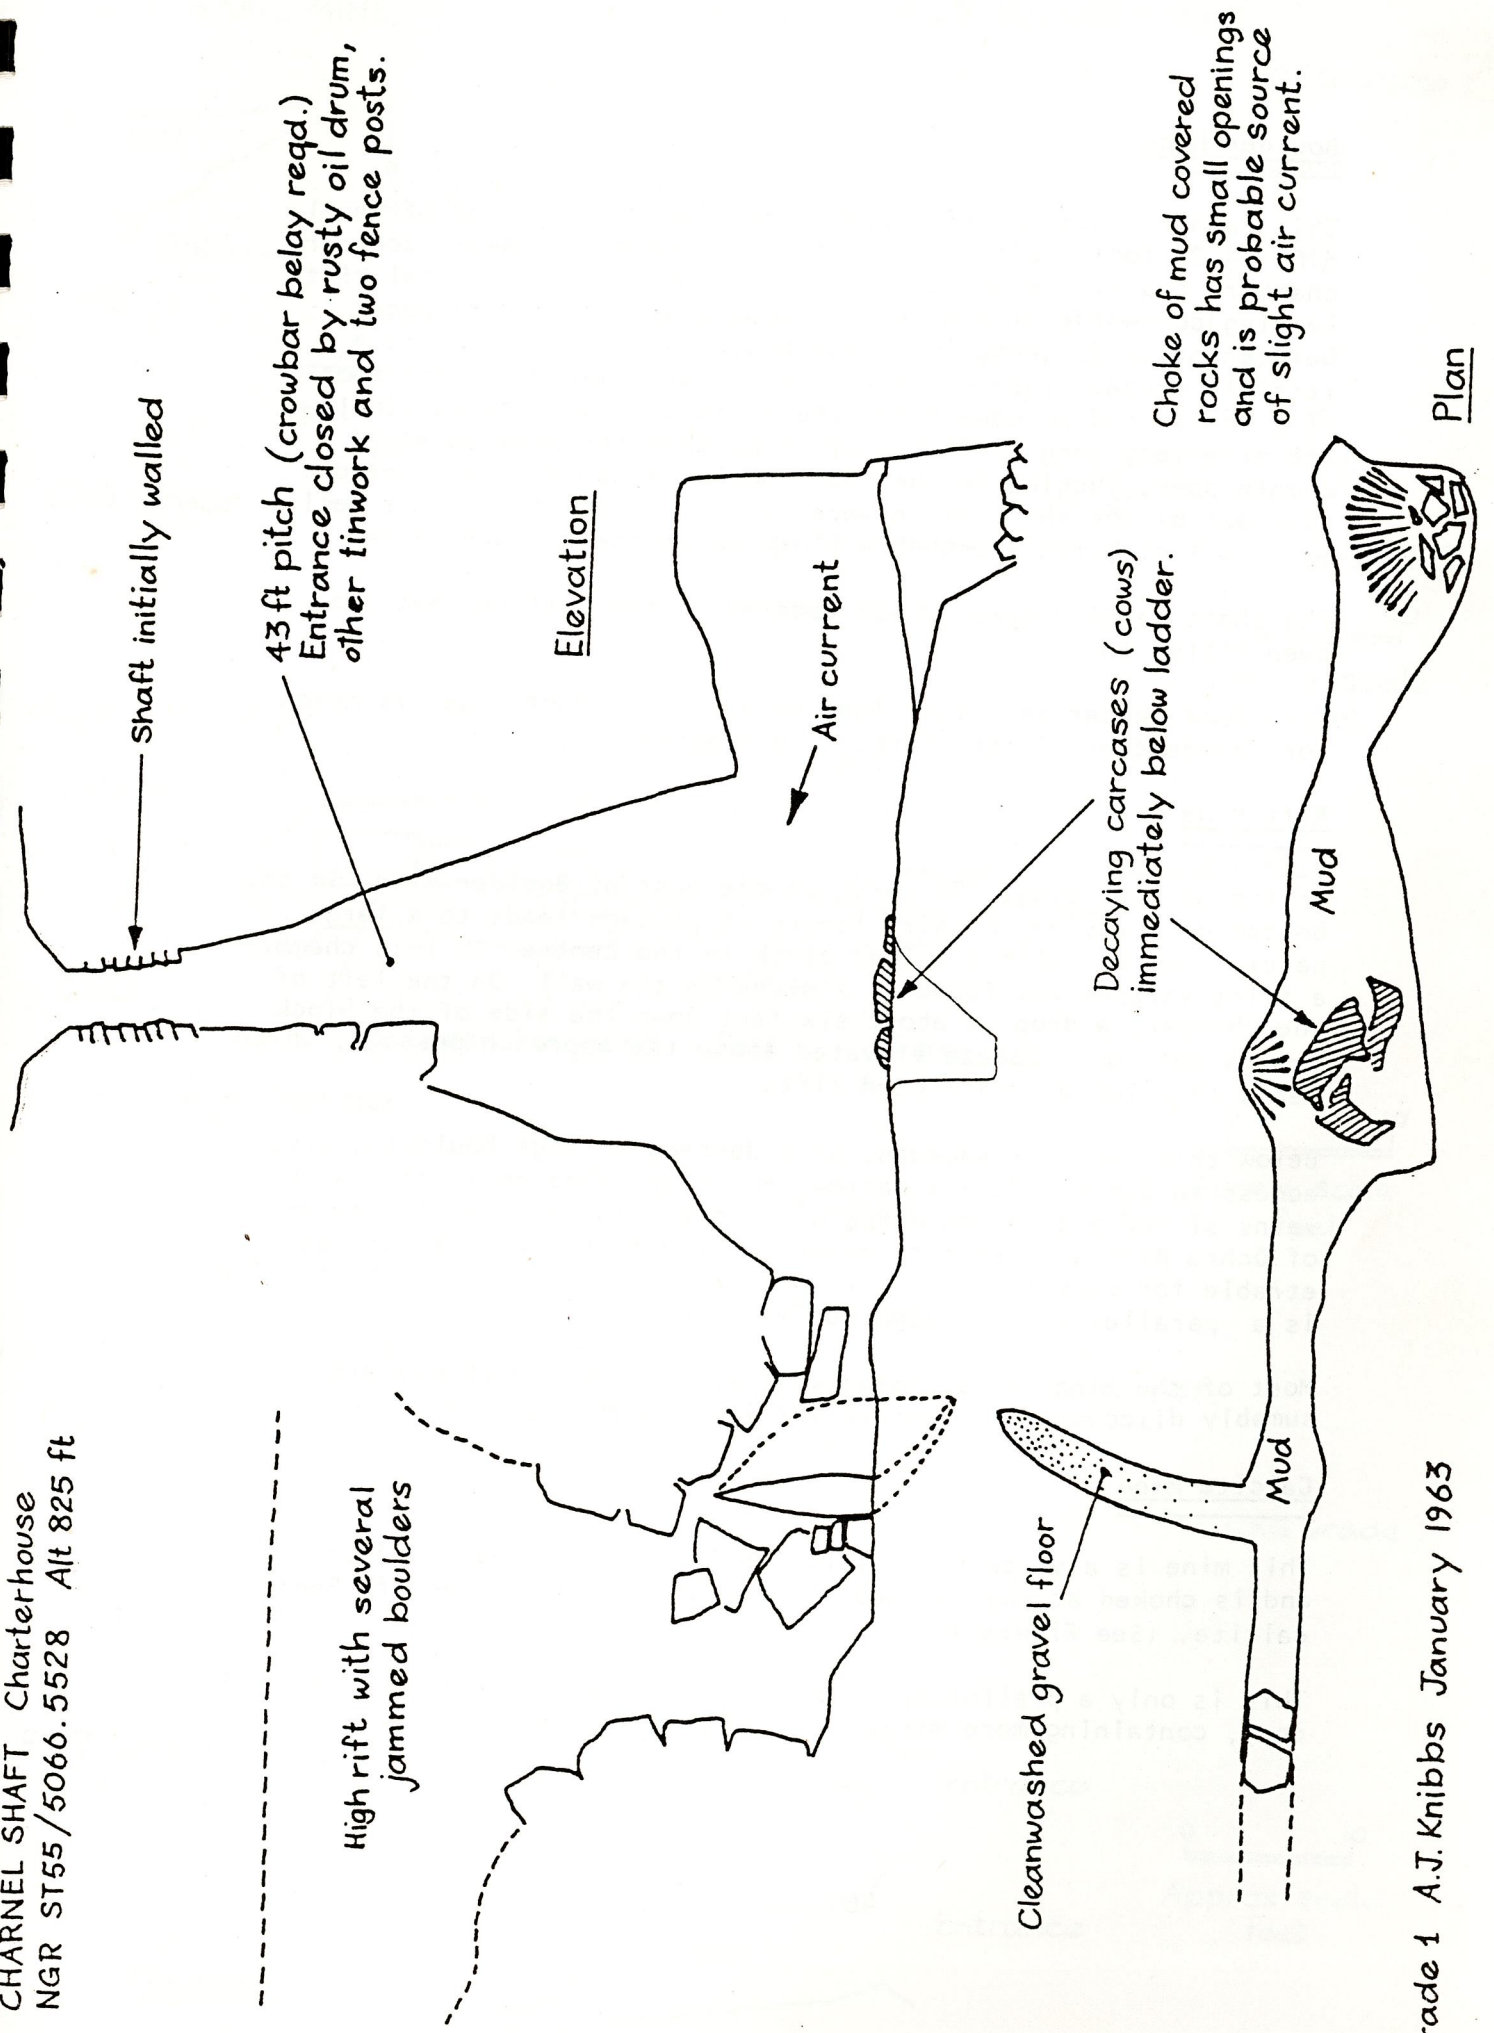 CHARNEL SHAFT Charterhouse
NGR ST55/5066.5528 Alt 825 ft
Shaft initially walled
43ft pitch (crowbar belay reqd.)
Entrance closed by rusty oil drum,
other tinwork and two fence posts.
High rift with several
jammed boulders
Elevation
Air current
Choke of mud covered
rocks has small openings
and is probable source
of slight air current.
Decaying carcases (cows)
immediately below ladder.
Cleanwashed gravel floor
Mud
Mud
Plan
rade 1 A.J. Knibbs January 1963